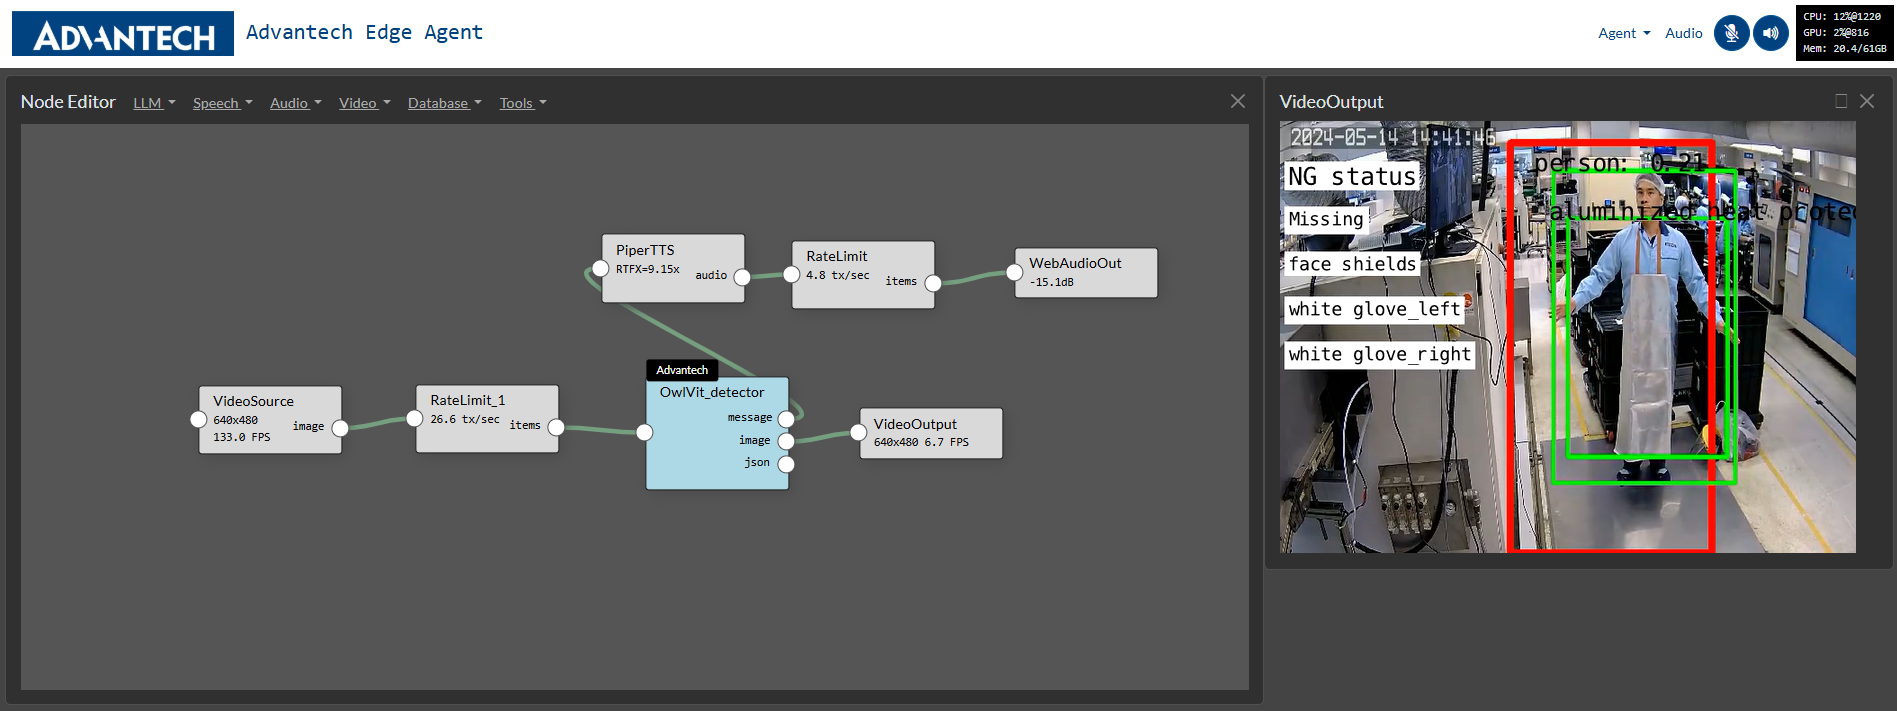 ADVANTECH
Advantech Edge Agent
Agent
Audio
CPU: 12%@1220
GPU: 2%@816
Mem: 20.4/61GB
Node Editor
LLM
Speech
Audio
Video
Database
Tools
PiperTTS
RTFX=9.15x
audio
RateLimit
4.8 tx/sec
items
WebAudioOut
-15.1dB
Advantech
OwlVit_detector
message
image
json
VideoSource
640x480
133.0 FPS
image
RateLimit_1
26.6 tx/sec
items
VideoOutput
640x480 6.7 FPS
VideoOutput
2024-05-14 14:41:46
NG status
Missing
face shields
white glove_left
white glove_right
person: 0.21
aluminized heat protec